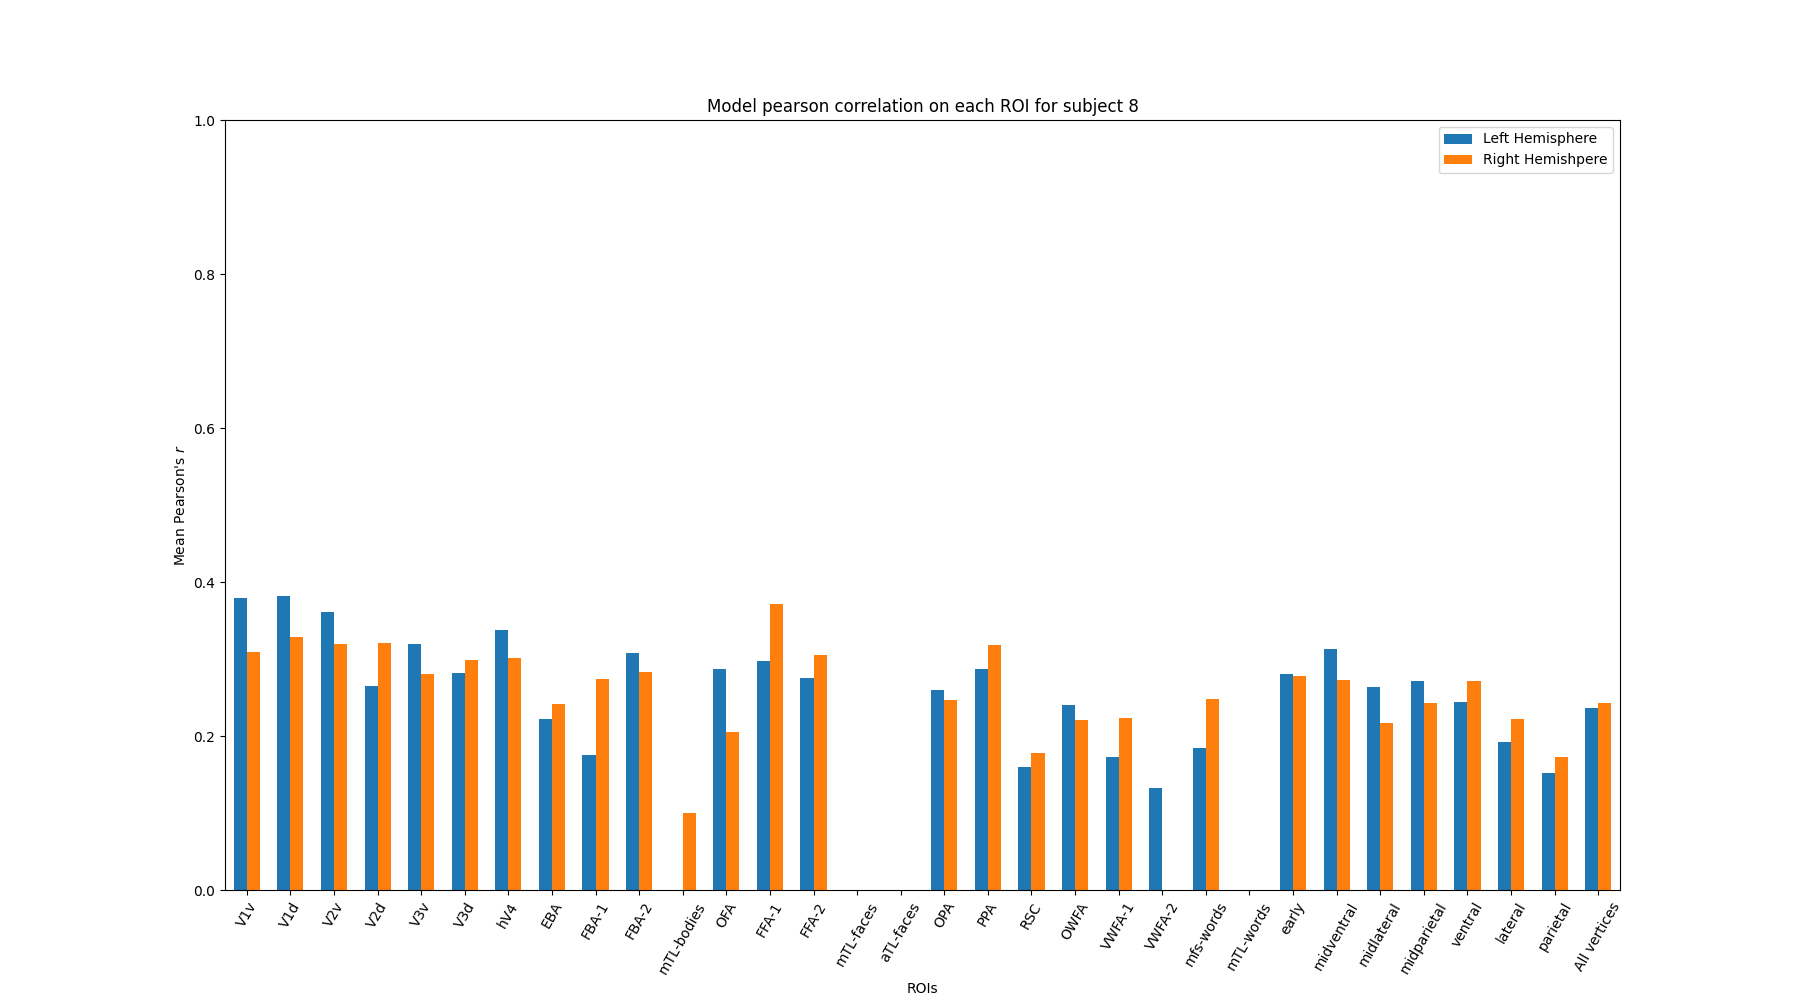 Model pearson correlation on each ROI for subject 8
Left Hemisphere
Right Hemishpere
1.0
0.8
0.6
0.4
0.2
0.0
Mean Pearson's r
V1v
V1d
V2v
V2d
V3v
V3d
hV4
EBA
FBA-1
FBA-2
mTL-bodies
OFA
FFA-1
FFA-2
mTL-faces
aTL-faces
OPA
PPA
RSC
OWFA
VWFA-1
VWFA-2
mfs-words
mTL-words
early
midventral
midlateral
midparietal
ventral
lateral
parietal
All vertices
ROIs